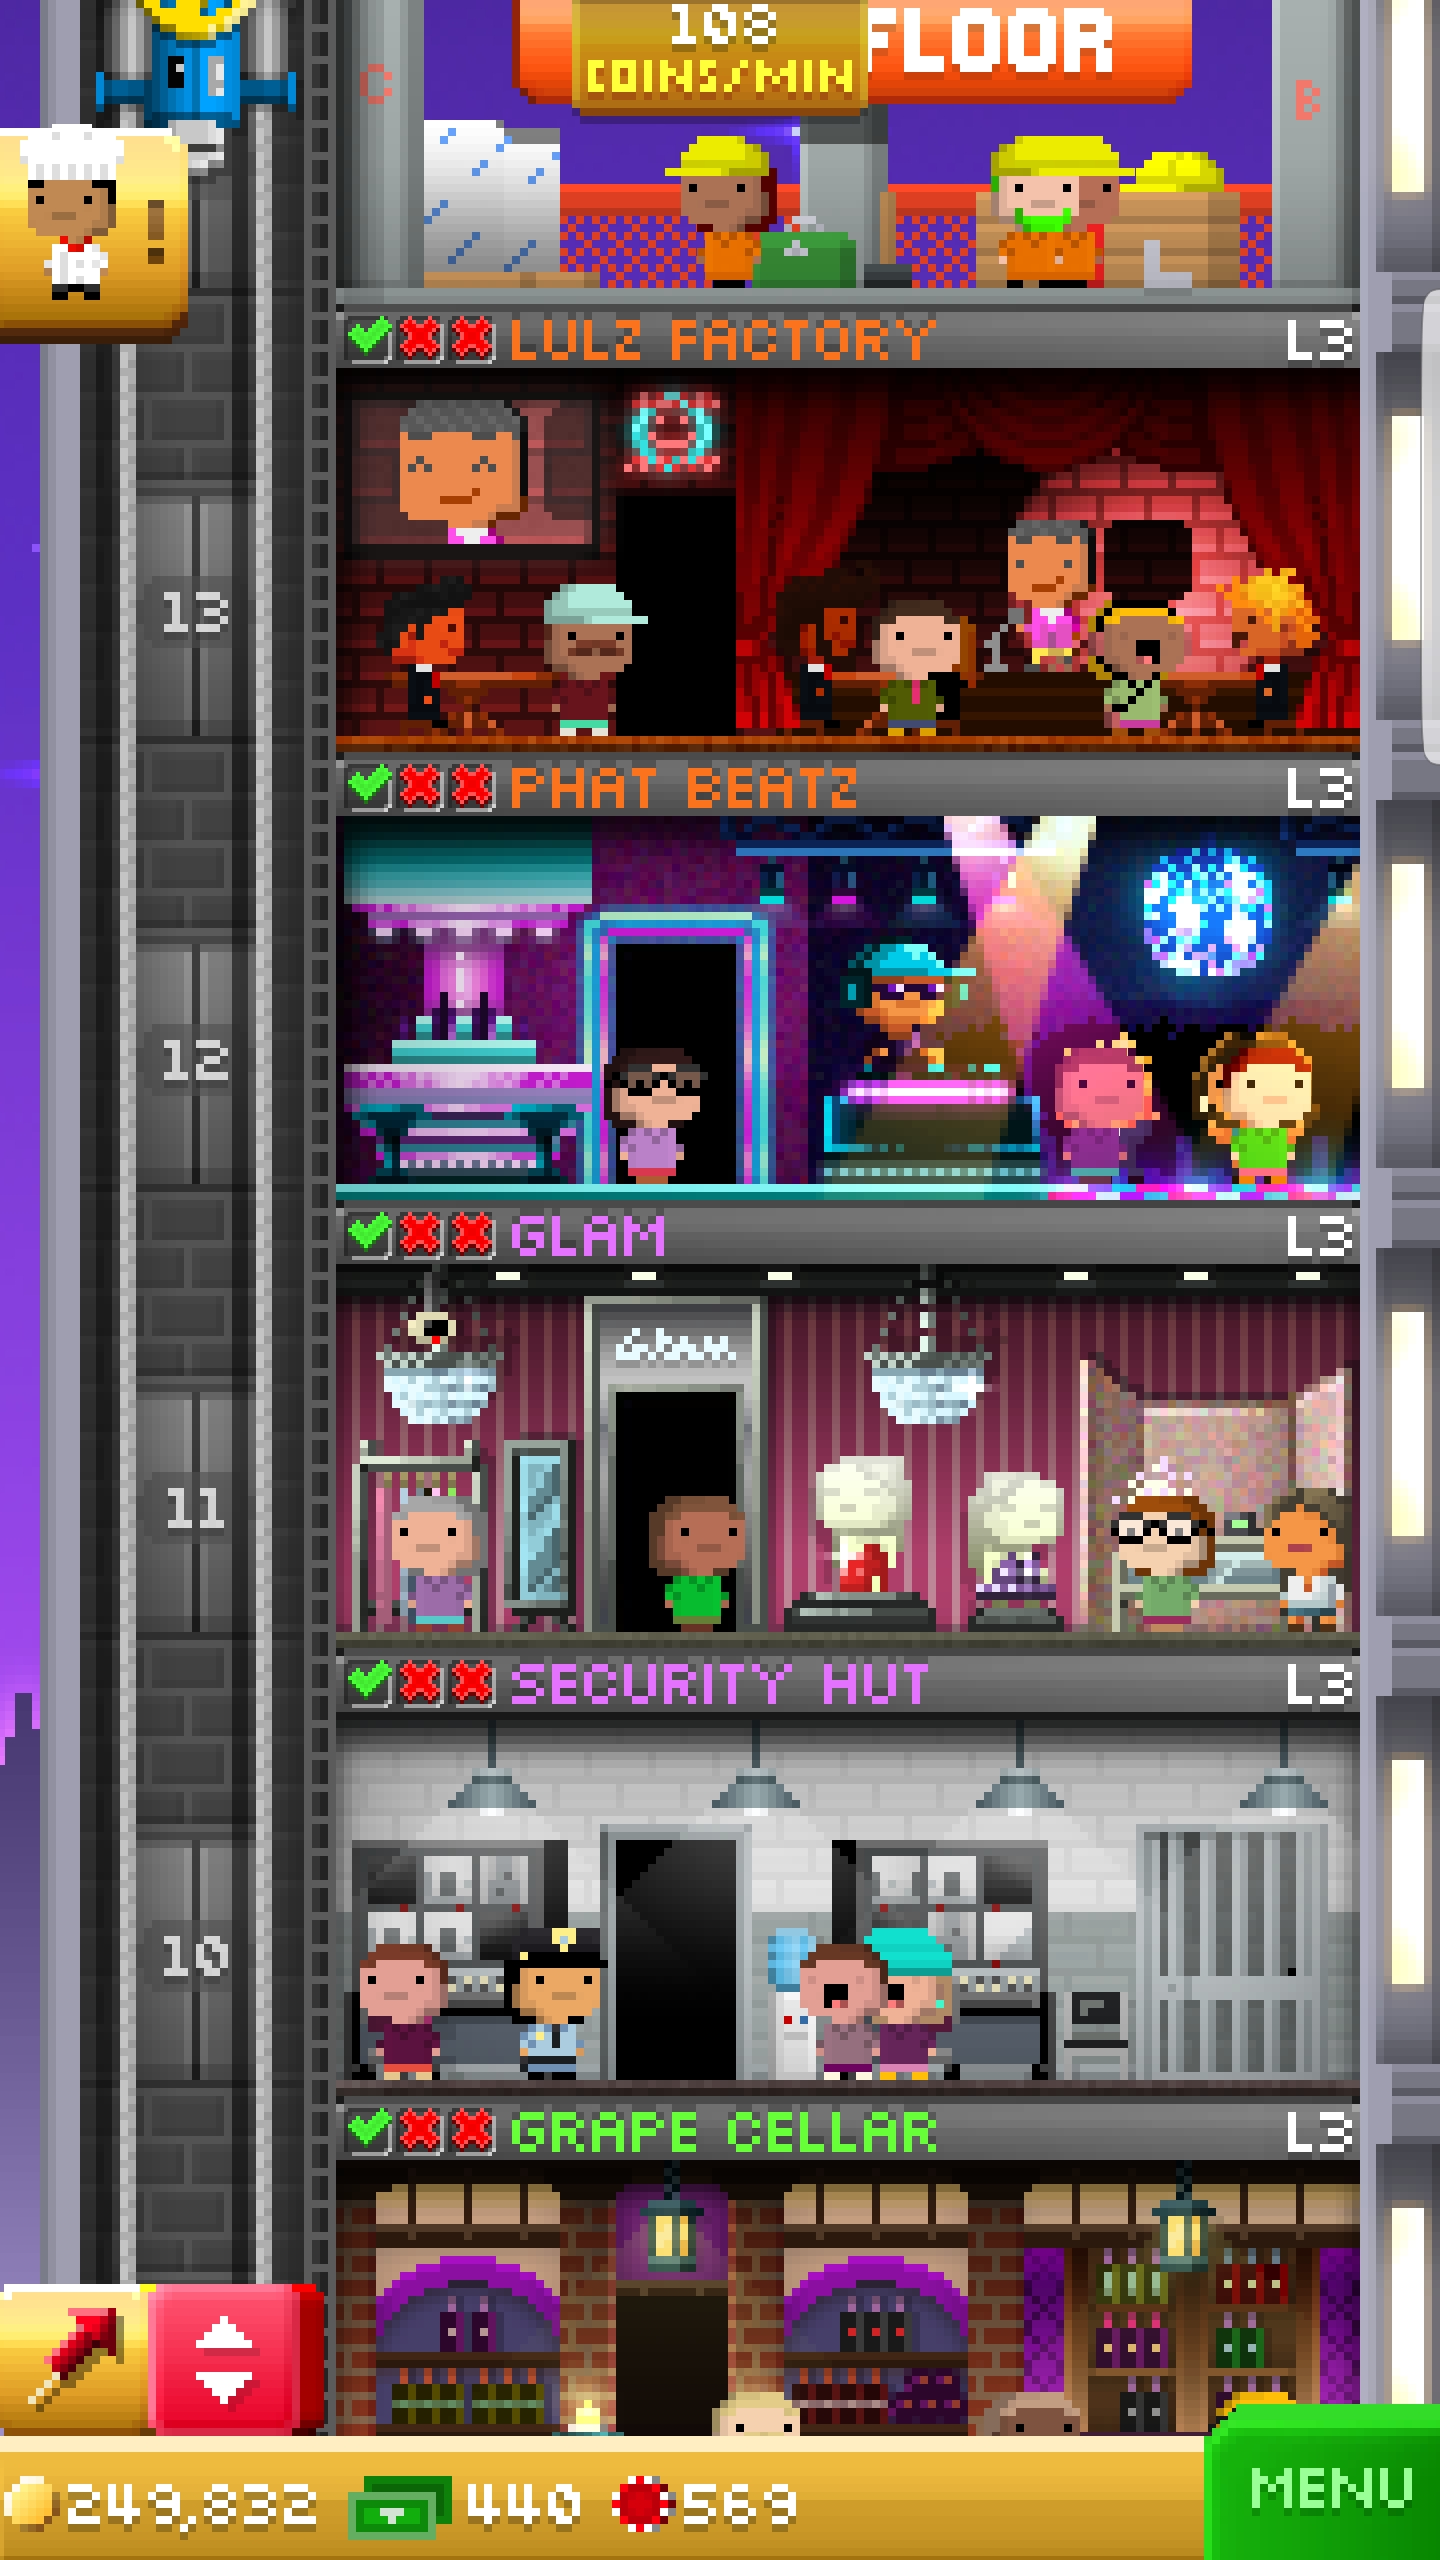 108
COINS/MIN
FLOOR
C
B
!
LULZ FACTORY L3
13
PHAT BEATZ L3
12
GLAM L3
Glam
11
SECURITY HUT L3
10
GRAPE CELLAR L3
249,832 440 569
MENU